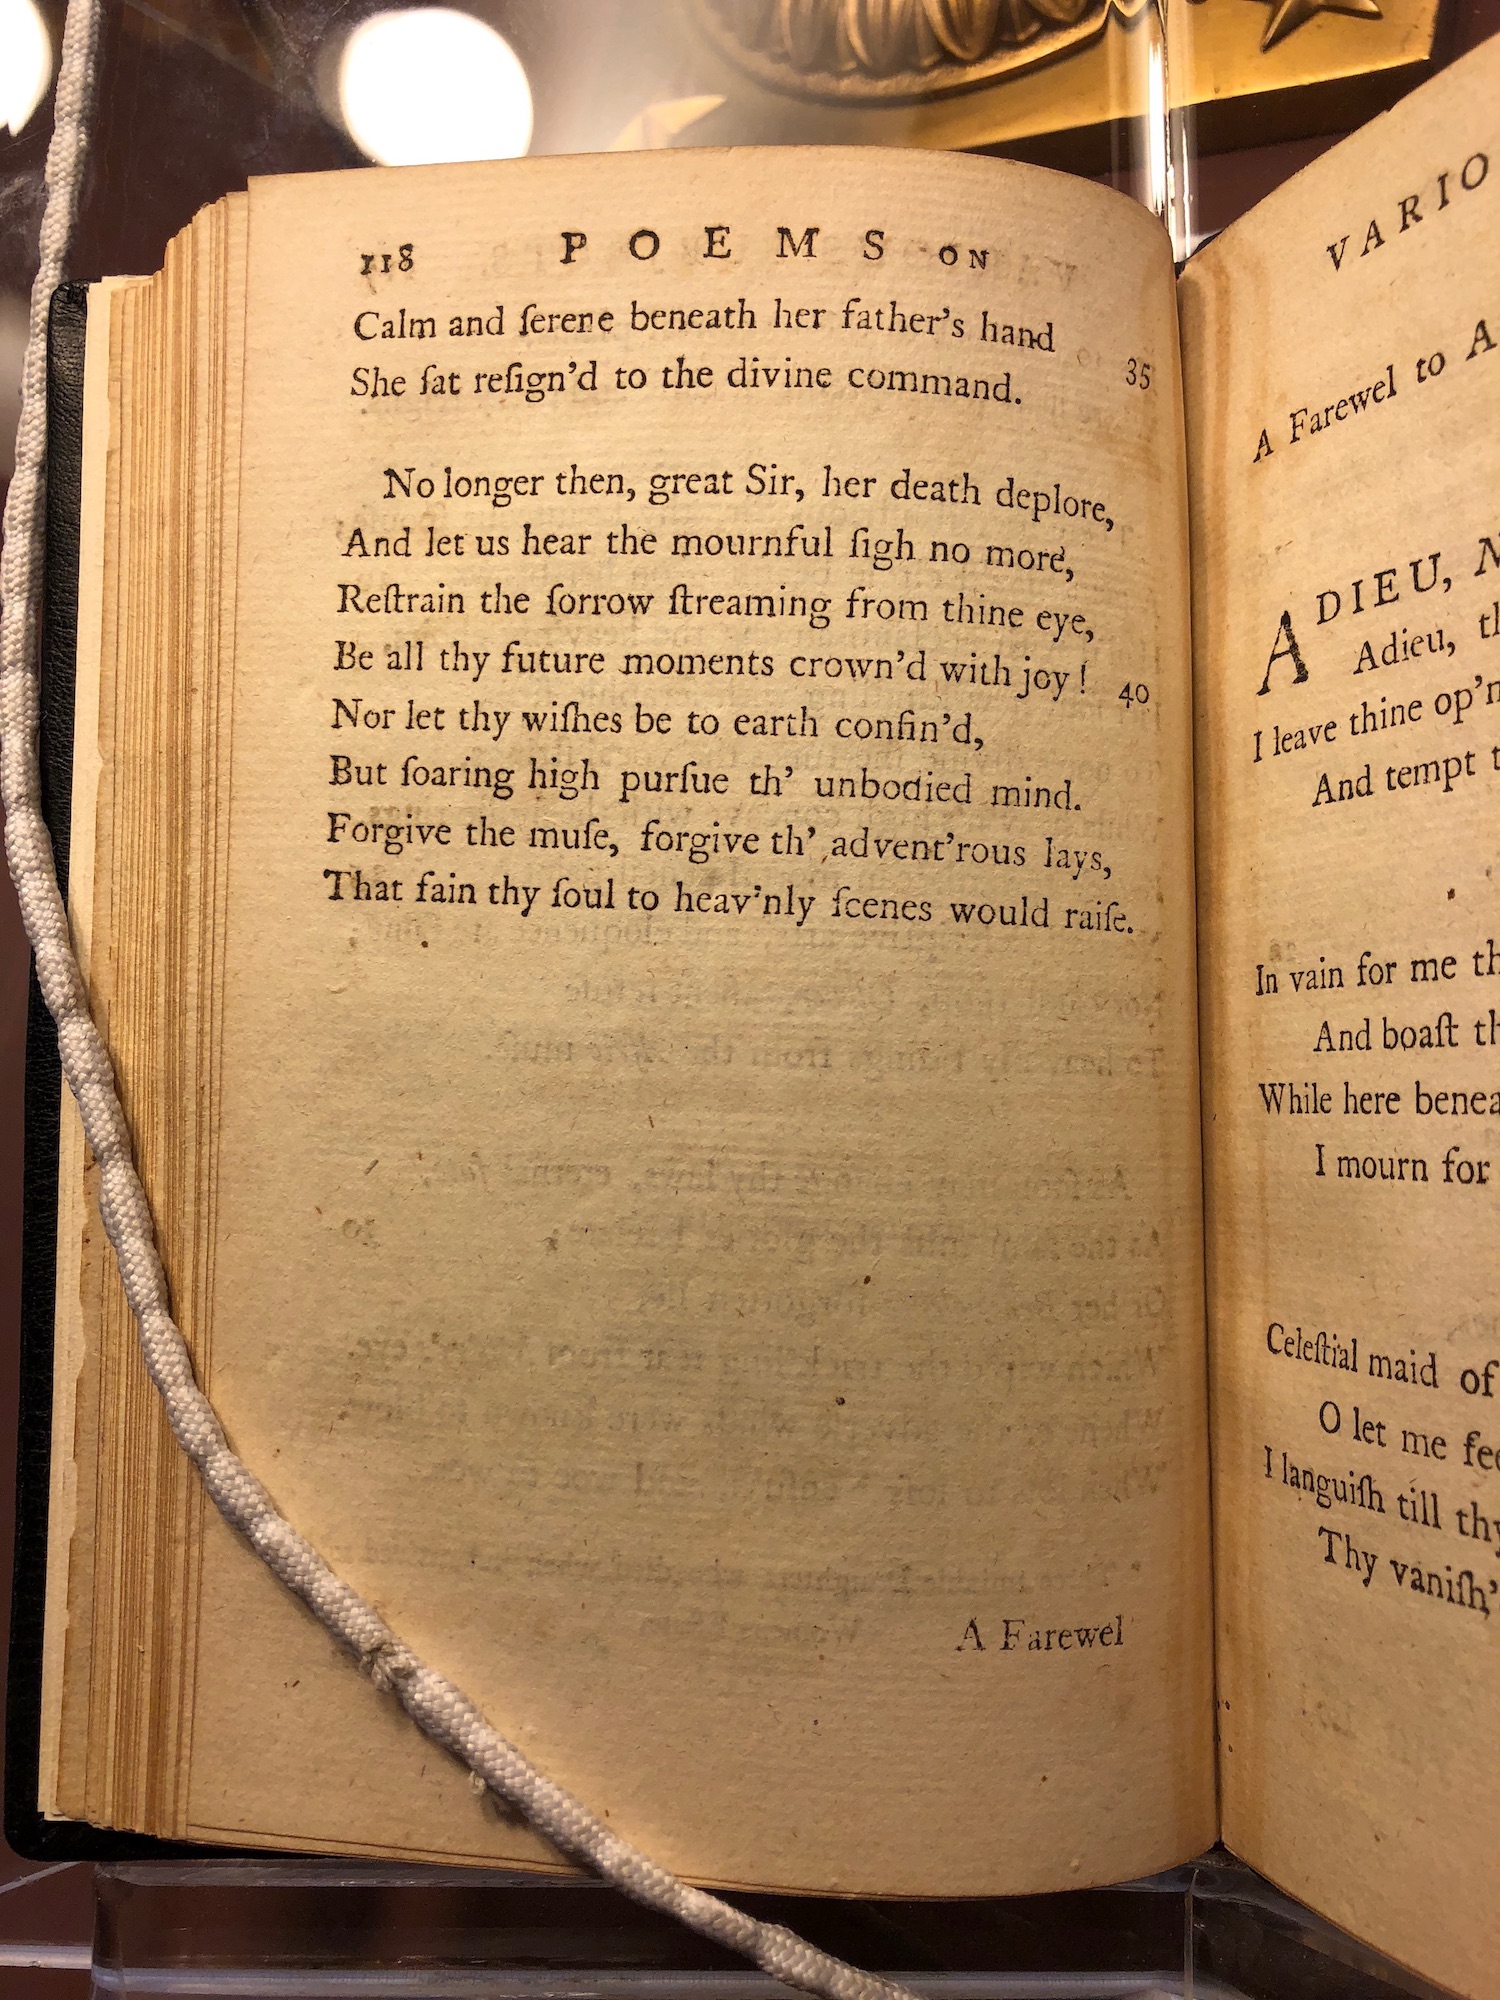 118 POEMS ON
Calm and ſerene beneath her father's hand
She ſat reſign'd to the divine command. 35
No longer then, great Sir, her death deplore,
And let us hear the mournful ſigh no more,
Reſtrain the ſorrow ſtreaming from thine eye,
Be all thy future moments crown'd with joy! 40
Nor let thy wiſhes be to earth confin'd,
But ſoaring high purſue th' unbodied mind.
Forgive the muſe, forgive th' advent'rous lays,
That fain thy ſoul to heav'nly ſcenes would raiſe.
A Farewel
VARIO
A Farewel to A
ADIEU, N
Adieu, th
I leave thine op'n
And tempt t
In vain for me th
And boaſt th
While here benea
I mourn for
Celeſtial maid of
O let me fee
I languiſh till thy
Thy vaniſh'